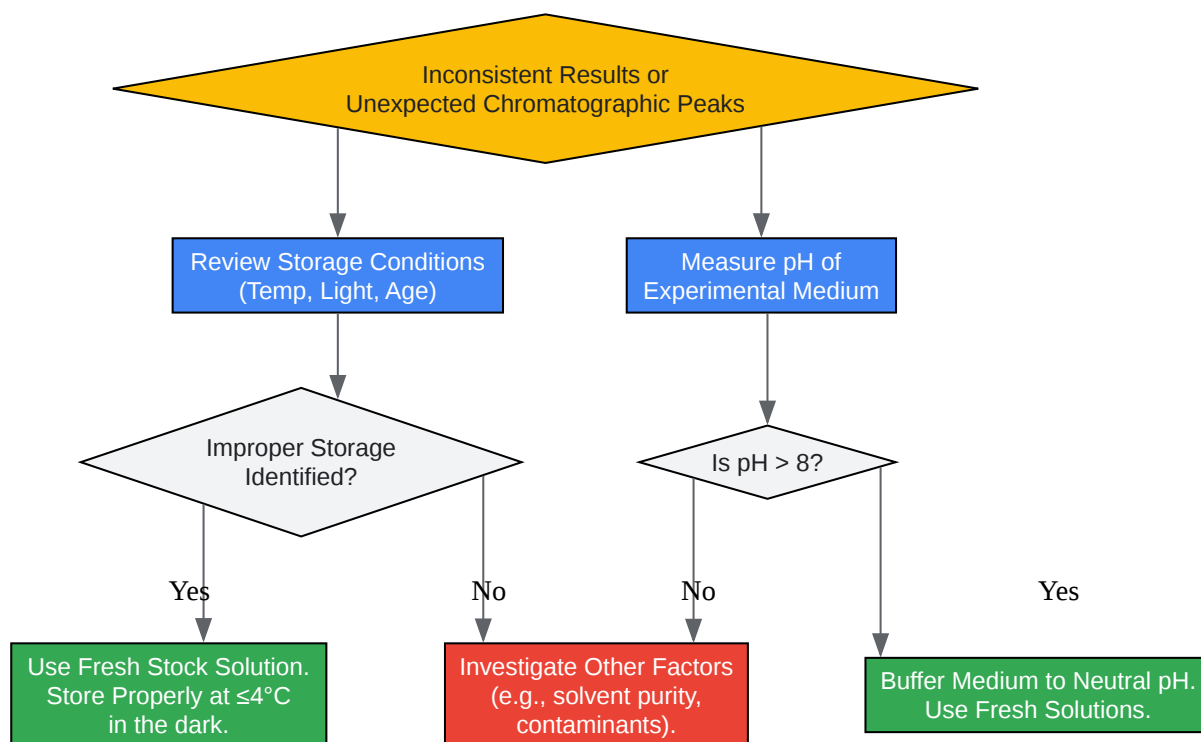 Inconsistent Results or
Unexpected Chromatographic Peaks
Review Storage Conditions
(Temp, Light, Age)
Measure pH of
Experimental Medium
Improper Storage
Identified?
Is pH > 8?
Yes
No
No
Yes
Use Fresh Stock Solution.
Store Properly at ≤4°C
in the dark.
Investigate Other Factors
(e.g., solvent purity,
contaminants).
Buffer Medium to Neutral pH.
Use Fresh Solutions.